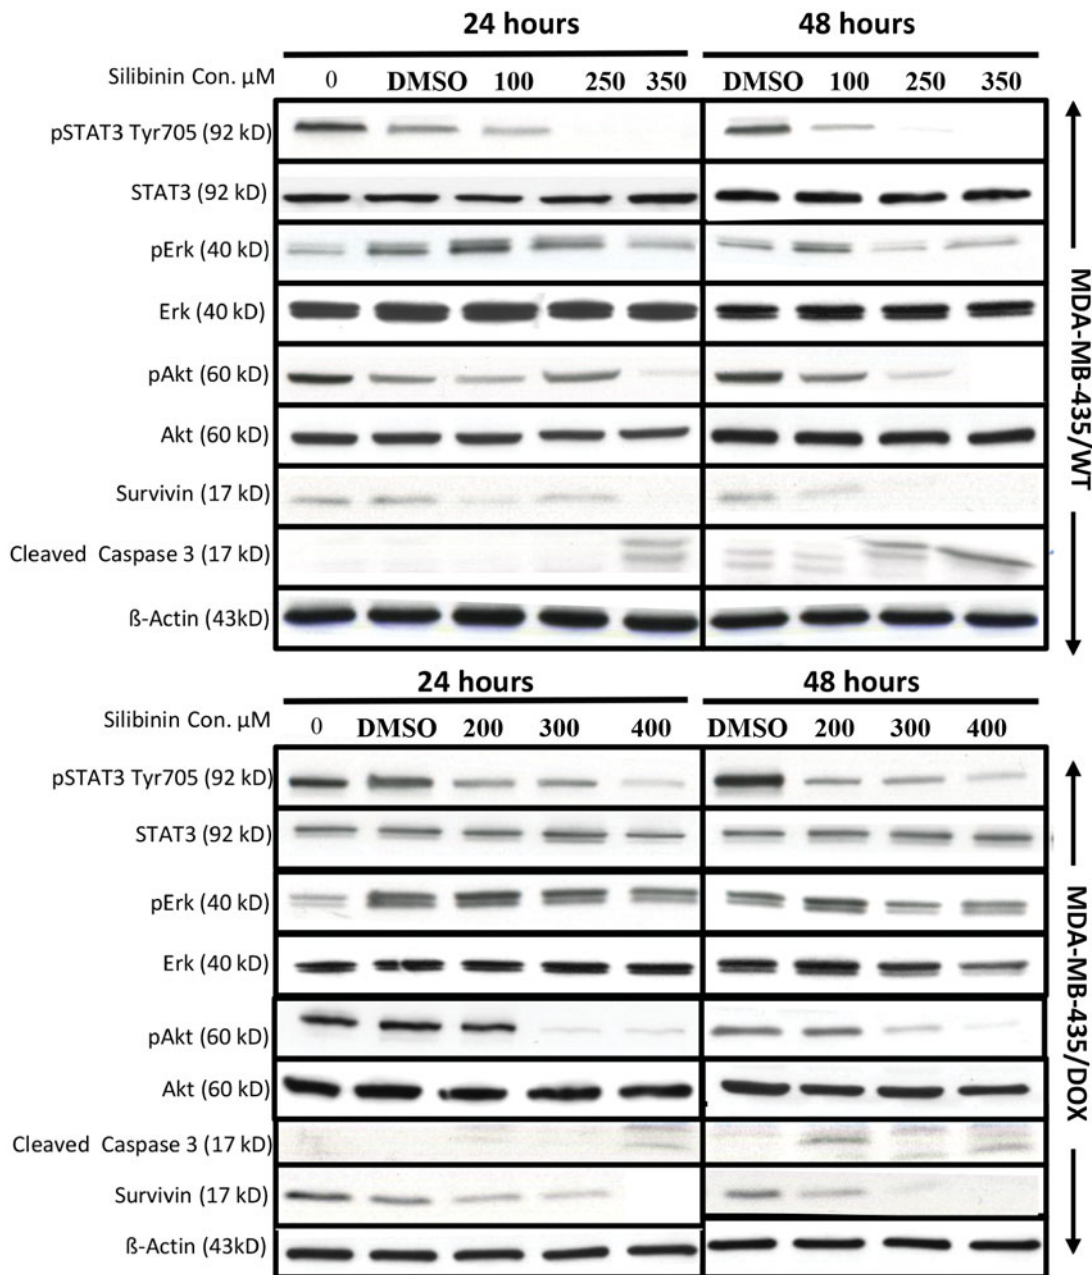 24 hours 48 hours
Silibinin Con. µM 0 DMSO 100 250 350 DMSO 100 250 350
pSTAT3 Tyr705 (92 kD)
STAT3 (92 kD)
pErk (40 kD)
Erk (40 kD)
pAkt (60 kD)
Akt (60 kD)
Survivin (17 kD)
Cleaved Caspase 3 (17 kD)
ß-Actin (43kD)
MDA-MB-435/WT
24 hours 48 hours
Silibinin Con. µM 0 DMSO 200 300 400 DMSO 200 300 400
pSTAT3 Tyr705 (92 kD)
STAT3 (92 kD)
pErk (40 kD)
Erk (40 kD)
pAkt (60 kD)
Akt (60 kD)
Cleaved Caspase 3 (17 kD)
Survivin (17 kD)
ß-Actin (43kD)
MDA-MB-435/DOX